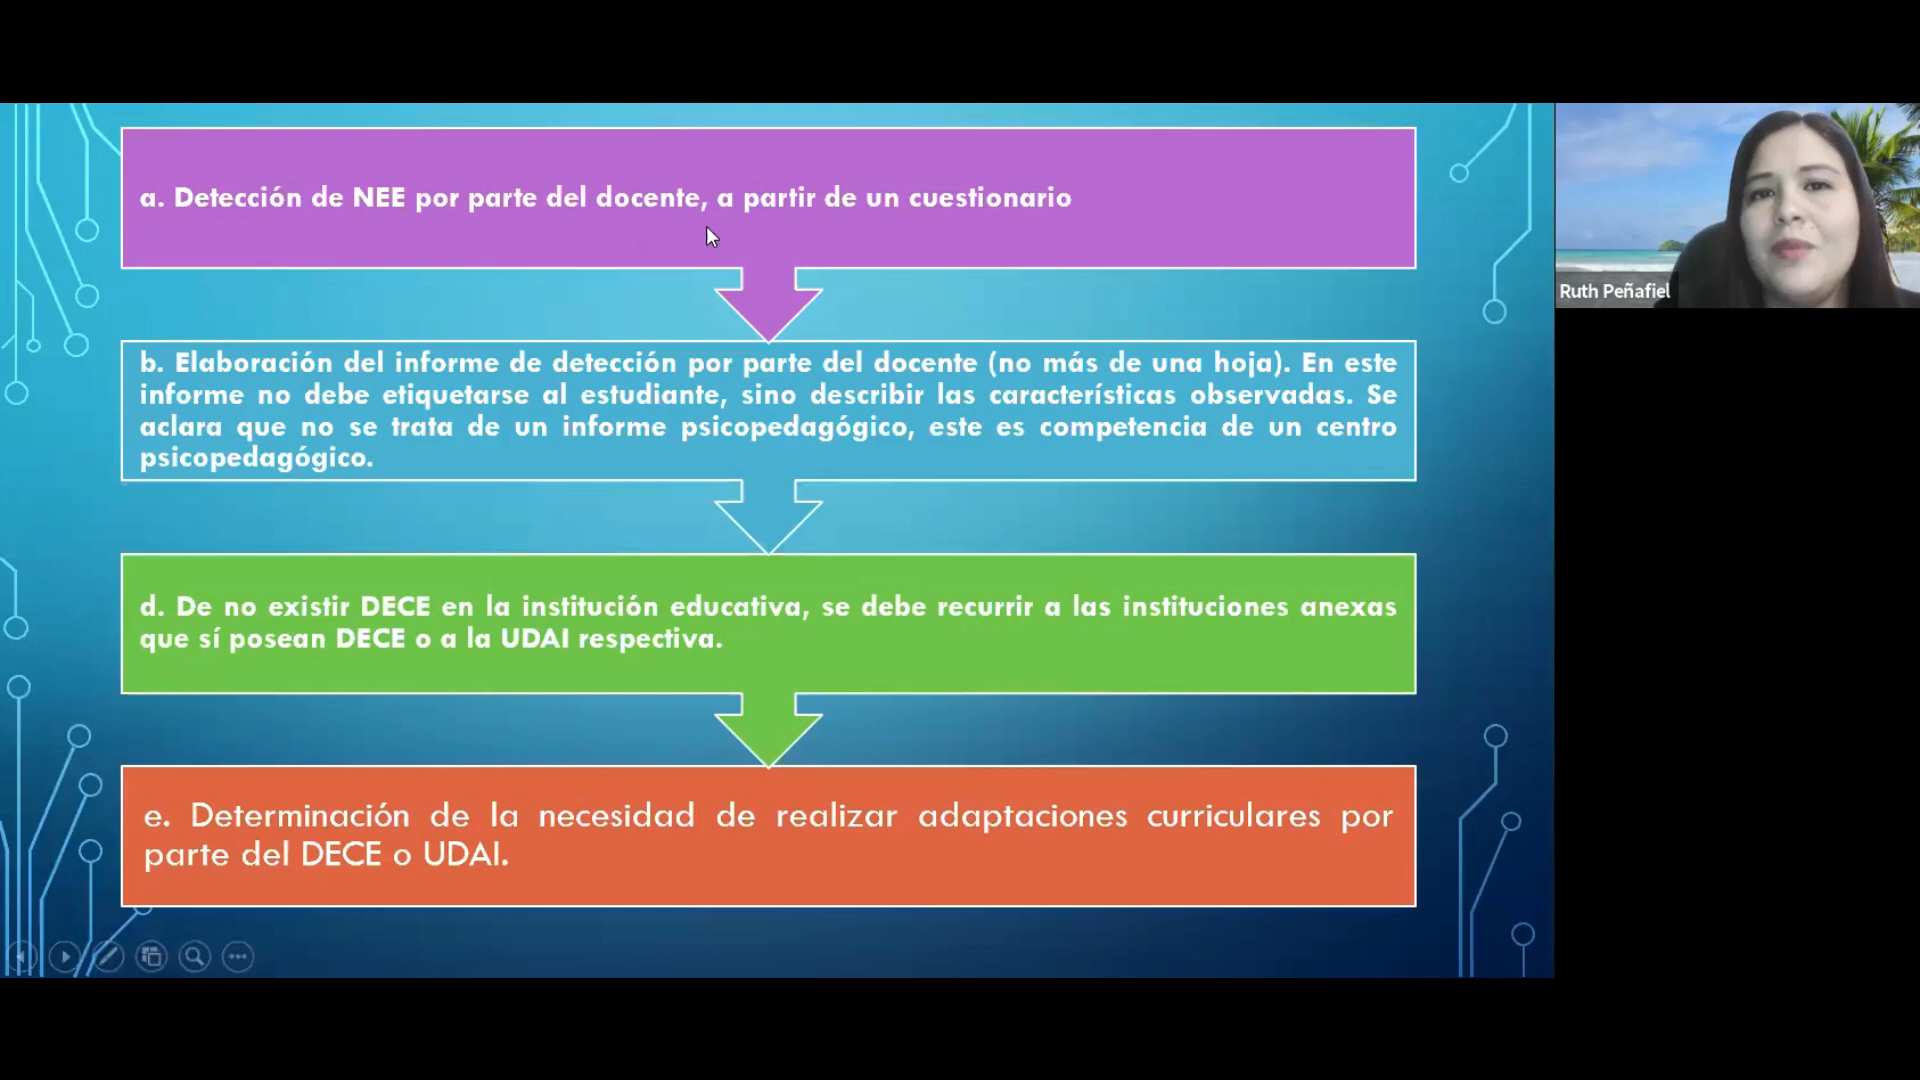 a. Detección de NEE por parte del docente, a partir de un cuestionario
b. Elaboración del informe de detección por parte del docente (no más de una hoja). En este
informe no debe etiquetarse al estudiante, sino describir las características observadas. Se
aclara que no se trata de un informe psicopedagógico, este es competencia de un centro
psicopedagógico.
d. De no existir DECE en la institución educativa, se debe recurrir a las instituciones anexas
que sí posean DECE o a la UDAI respectiva.
e. Determinación de la necesidad de realizar adaptaciones curriculares por
parte del DECE o UDAI.
Ruth Peñafiel